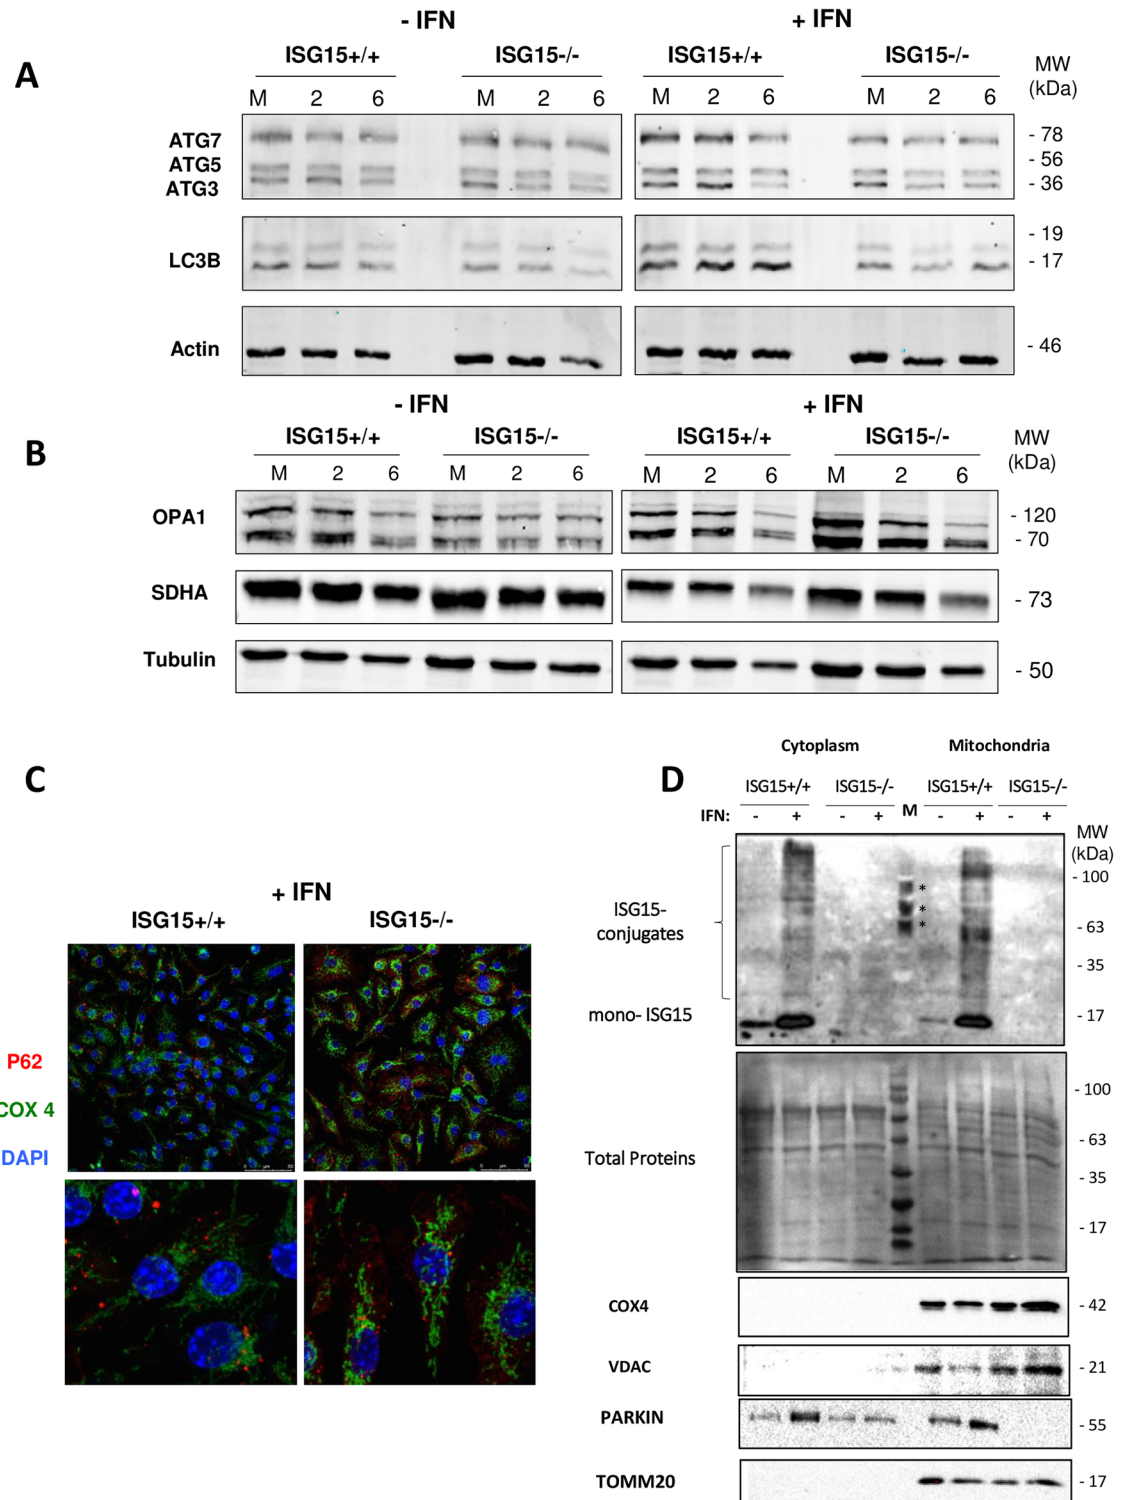 A
- IFN
+ IFN
ISG15+/+
ISG15-/-
ISG15+/+
ISG15-/-
MW
(kDa)
M 2 6
M 2 6
M 2 6
M 2 6
ATG7
ATG5
ATG3
- 78
- 56
- 36
LC3B
- 19
- 17
Actin
- 46
B
- IFN
+ IFN
ISG15+/+
ISG15-/-
ISG15+/+
ISG15-/-
MW
(kDa)
M 2 6
M 2 6
M 2 6
M 2 6
OPA1
- 120
- 70
SDHA
- 73
Tubulin
- 50
C
+ IFN
ISG15+/+
ISG15-/-
P62
COX 4
DAPI
D
Cytoplasm
Mitochondria
ISG15+/+
ISG15-/-
M
ISG15+/+
ISG15-/-
IFN: - + - + - + - +
MW
(kDa)
ISG15-
conjugates
mono- ISG15
*
*
*
- 100
- 63
- 35
- 17
Total Proteins
- 100
- 63
- 35
- 17
COX4
- 42
VDAC
- 21
PARKIN
- 55
TOMM20
- 17